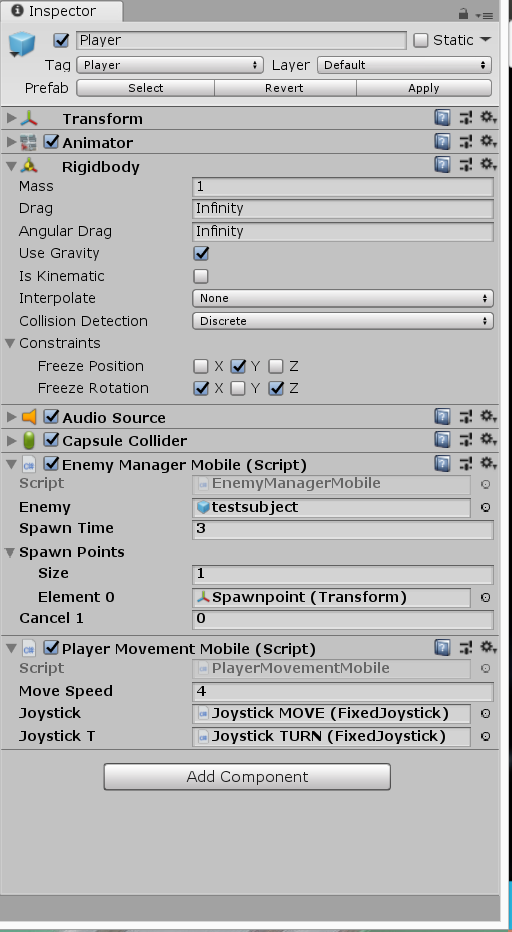 Inspector
Player Static
Tag Player Layer Default
Prefab Select Revert Apply
Transform
Animator
Rigidbody
Mass 1
Drag Infinity
Angular Drag Infinity
Use Gravity
Is Kinematic
Interpolate None
Collision Detection Discrete
Constraints
Freeze Position X Y Z
Freeze Rotation X Y Z
Audio Source
Capsule Collider
Enemy Manager Mobile (Script)
Script EnemyManagerMobile
Enemy testsubject
Spawn Time 3
Spawn Points
Size 1
Element 0 Spawnpoint (Transform)
Cancel 1 0
Player Movement Mobile (Script)
Script PlayerMovementMobile
Move Speed 4
Joystick Joystick MOVE (FixedJoystick)
Joystick T Joystick TURN (FixedJoystick)
Add Component